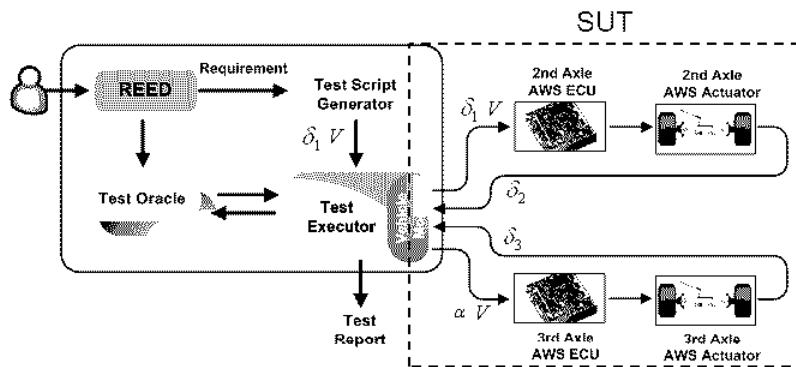 SUT
REED
Requirement
Test Script
Generator
δ₁ V
Test Oracle
Test
Executor
Vehicle
Test
Report
δ₁ V
2nd Axle
AWS ECU
2nd Axle
AWS Actuator
δ₂
δ₃
α V
3rd Axle
AWS ECU
3rd Axle
AWS Actuator